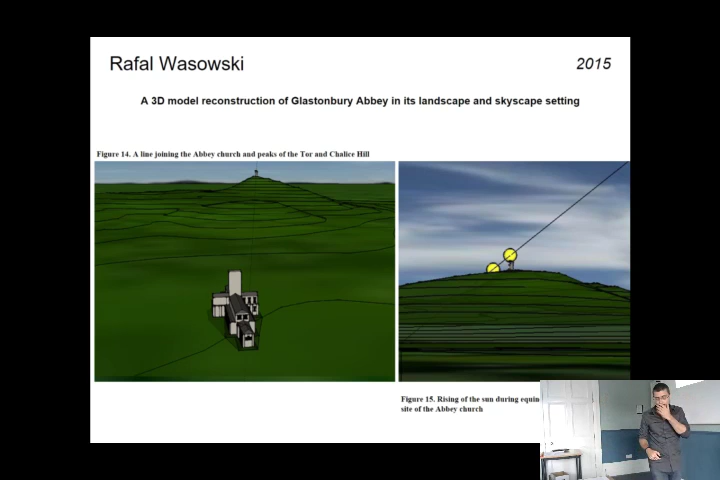 Rafal Wasowski
2015
A 3D model reconstruction of Glastonbury Abbey in its landscape and skyscape setting
Figure 14. A line joining the Abbey church and peaks of the Tor and Chalice Hill
Figure 15. Rising of the sun during
site of the Abbey church